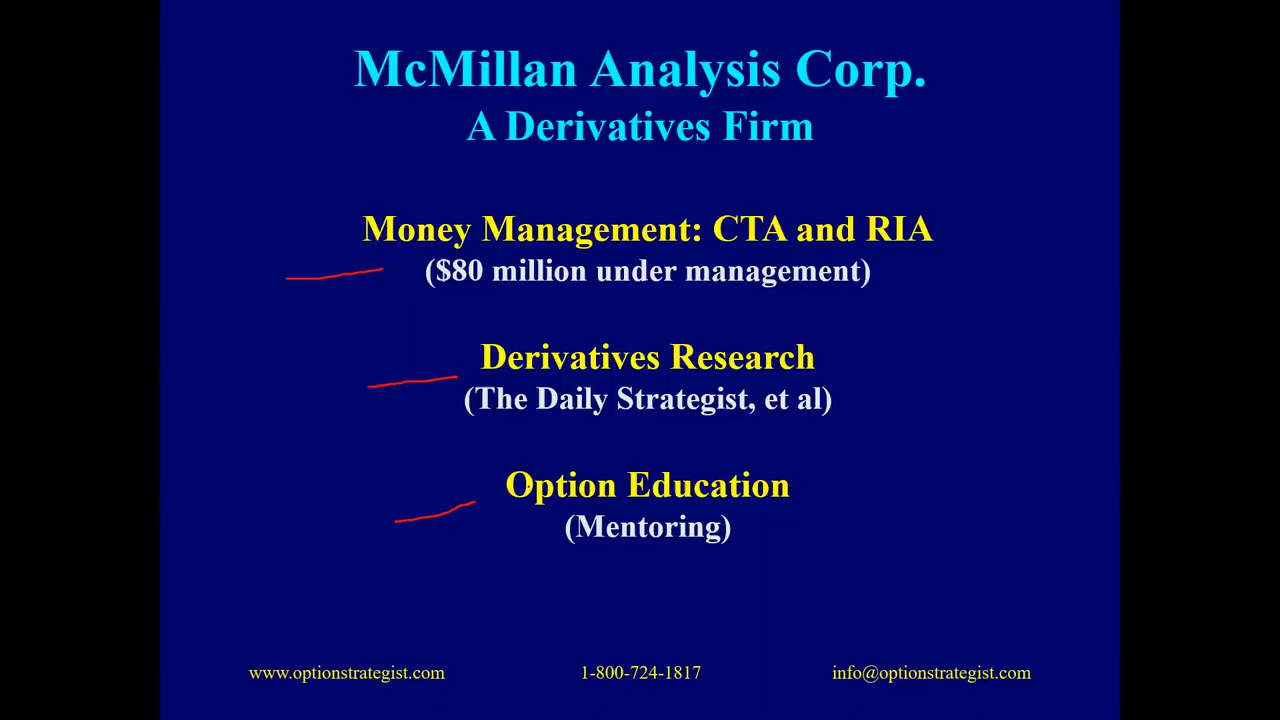 McMillan Analysis Corp.
A Derivatives Firm
Money Management: CTA and RIA
($80 million under management)
Derivatives Research
(The Daily Strategist, et al)
Option Education
(Mentoring)
www.optionstrategist.com 1-800-724-1817 info@optionstrategist.com